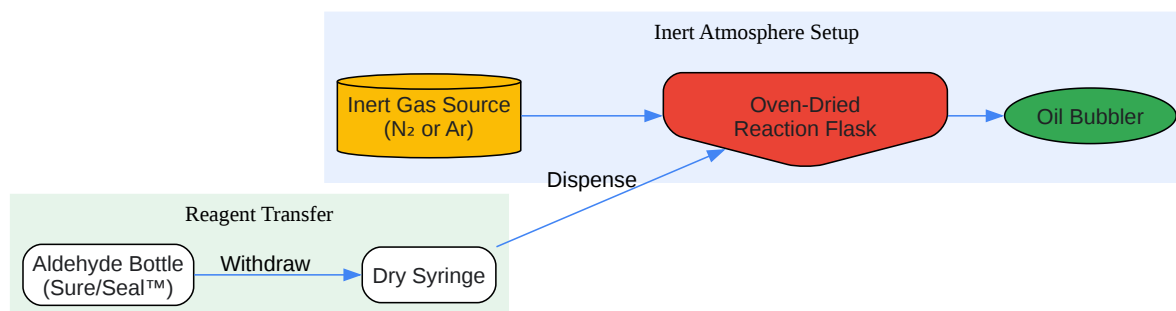 Inert Atmosphere Setup
Inert Gas Source
(N₂ or Ar)
Oven-Dried
Reaction Flask
Oil Bubbler
Dispense
Reagent Transfer
Aldehyde Bottle
(Sure/Seal™)
Withdraw
Dry Syringe